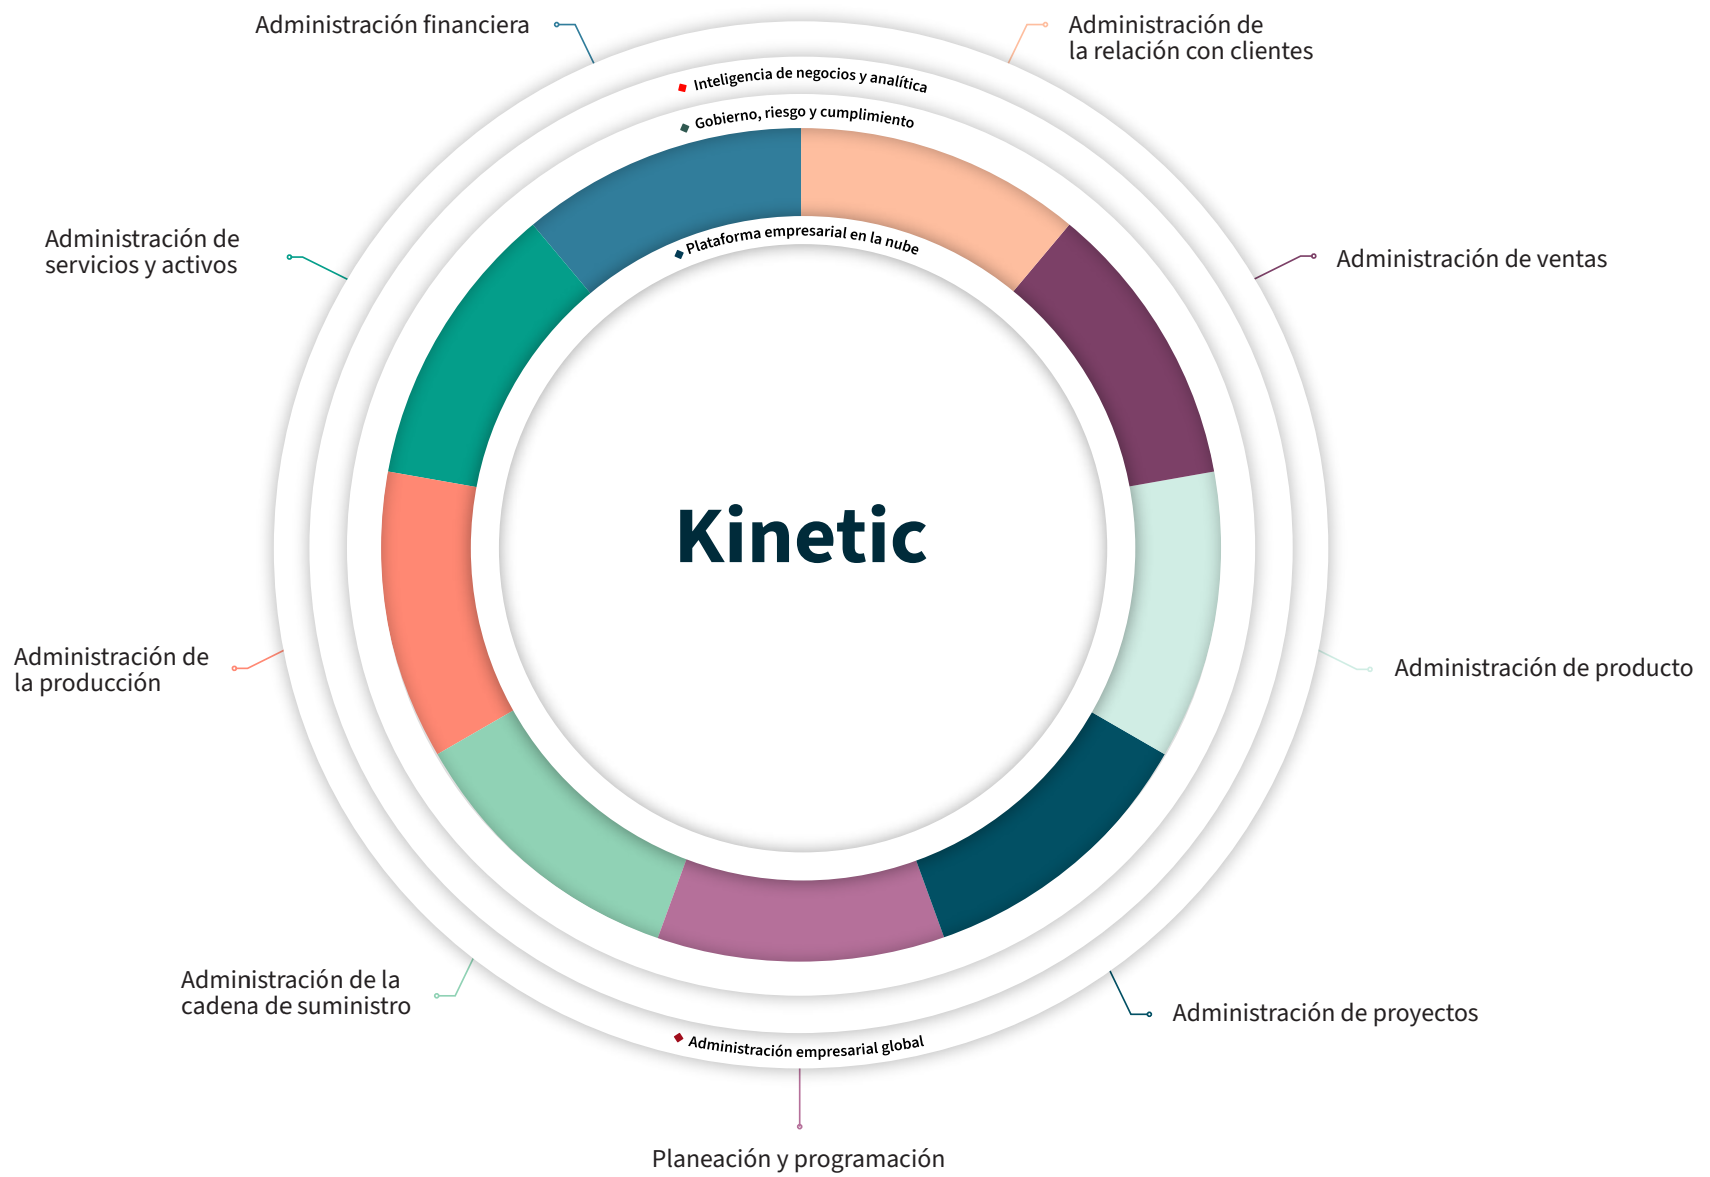 Administración financiera
Administración de
la relación con clientes
Inteligencia de negocios y analítica
Gobierno, riesgo y cumplimiento
Plataforma empresarial en la nube
Administración de
servicios y activos
Administración de ventas
Kinetic
Administración de
la producción
Administración de producto
Administración de la
cadena de suministro
Administración de proyectos
Administración empresarial global
Planeación y programación